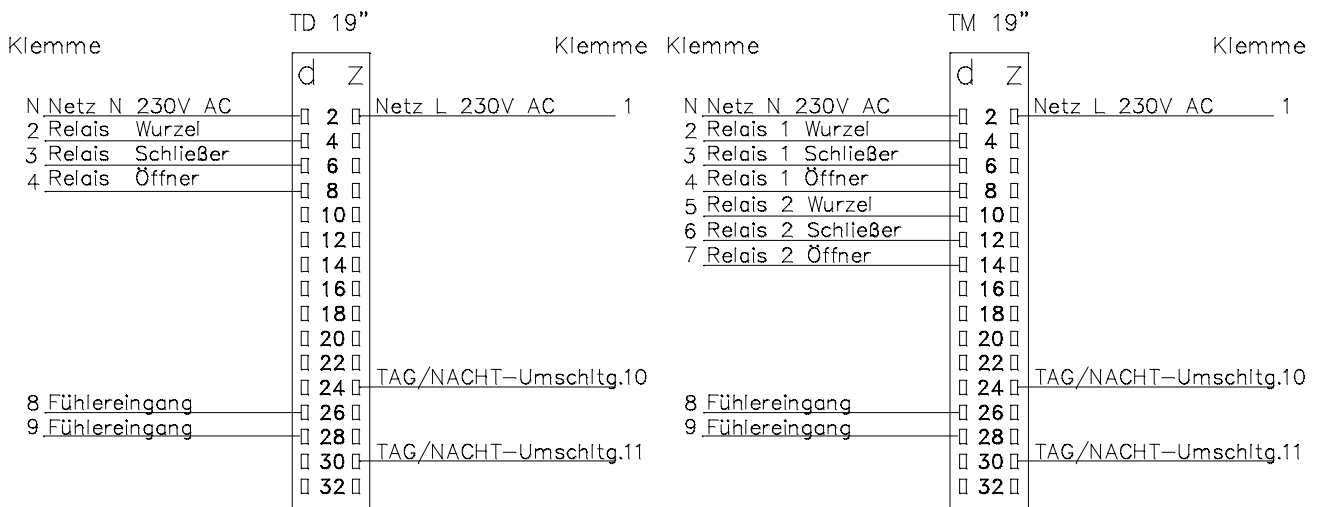 TD 19"
Klemme Klemme
d z
N Netz N 230V AC 2 Netz L 230V AC 1
2 Relais Wurzel 4
3 Relais Schließer 6
4 Relais Öffner 8
10
12
14
16
18
20
22
24 TAG/NACHT-Umschltg.10
8 Fühlereingang 26
9 Fühlereingang 28
30 TAG/NACHT-Umschltg.11
32
TM 19"
Klemme Klemme
d z
N Netz N 230V AC 2 Netz L 230V AC 1
2 Relais 1 Wurzel 4
3 Relais 1 Schließer 6
4 Relais 1 Öffner 8
5 Relais 2 Wurzel 10
6 Relais 2 Schließer 12
7 Relais 2 Öffner 14
16
18
20
22
24 TAG/NACHT-Umschltg.10
8 Fühlereingang 26
9 Fühlereingang 28
30 TAG/NACHT-Umschltg.11
32